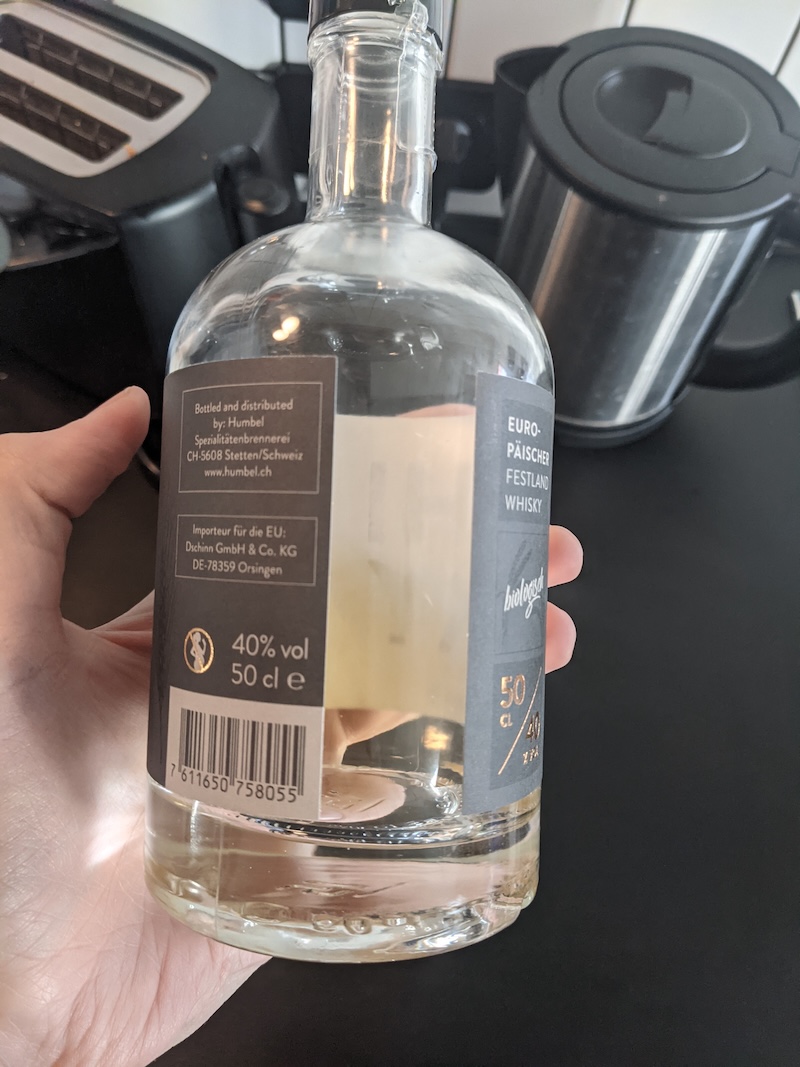 Bottled and distributed
by: Humbel
Spezialitätenbrennerei
CH-5608 Stetten/Schweiz
www.humbel.ch
Importeur für die EU:
Dschinn GmbH & Co. KG
DE-78359 Orsingen
40% vol
50 cl e
7 611650 758055
EURO-
PÄISCHER
FESTLAND
WHISKY
biologisch
50
CL
40